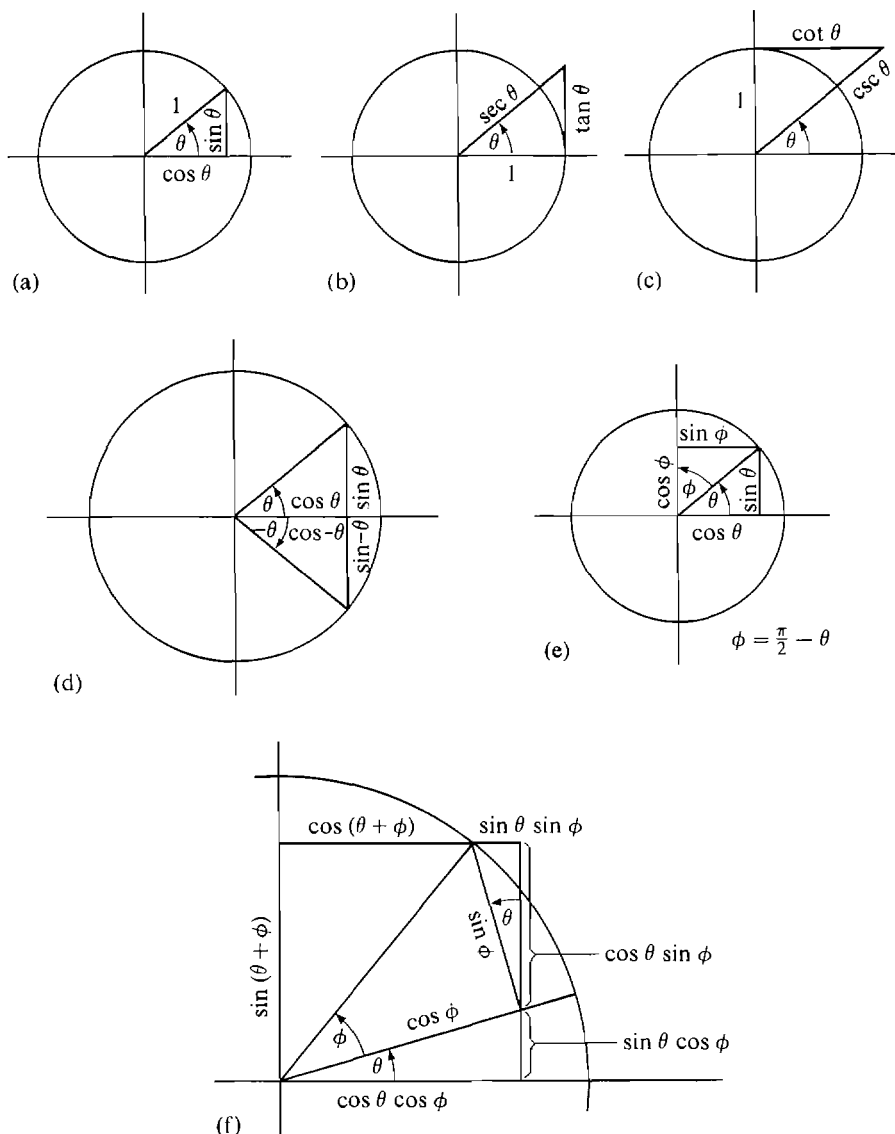 1
θ
sin θ
cos θ
(a)
sec θ
θ
1
tan θ
(b)
cot θ
1
csc θ
θ
(c)
θ
cos θ
sin θ
-θ
cos -θ
sin-θ
(d)
sin ϕ
cos ϕ
ϕ
θ
sin θ
cos θ
ϕ = π/2 − θ
(e)
cos (θ + ϕ)
sin θ sin ϕ
sin (θ + ϕ)
sin ϕ
θ
cos θ sin ϕ
cos ϕ
ϕ
θ
sin θ cos ϕ
cos θ cos ϕ
(f)